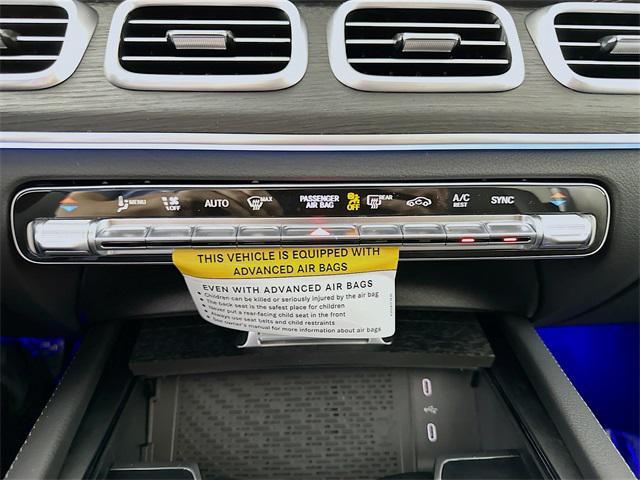 MENU
OFF
AUTO
MAX
PASSENGER
AIR BAG
OFF
REAR
A/C
REST
SYNC
THIS VEHICLE IS EQUIPPED WITH
ADVANCED AIR BAGS
EVEN WITH ADVANCED AIR BAGS
• Children can be killed or seriously injured by the air bag
• The back seat is the safest place for children
• Never put a rear-facing child seat in the front
• Always use seat belts and child restraints
owner's manual for more information about air bags